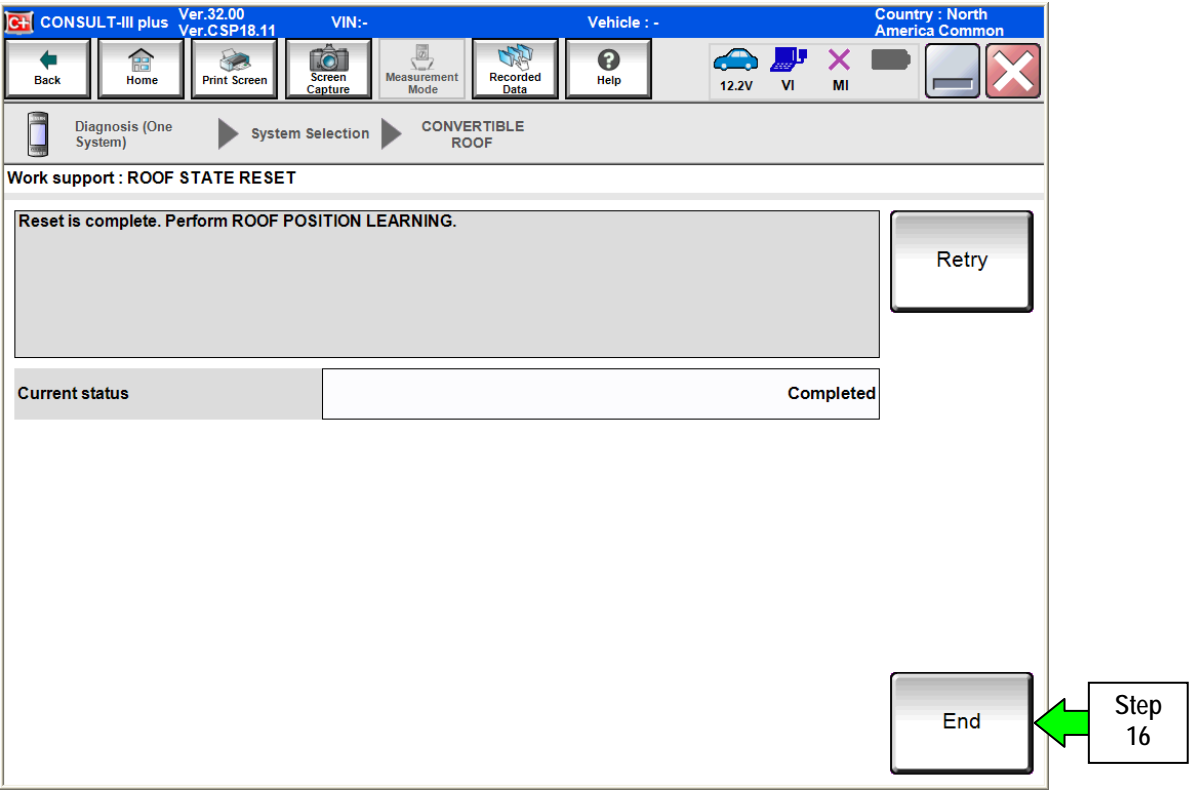 C+ CONSULT-III plus Ver.32.00 VIN:- Vehicle : - Country : North
Ver.CSP18.11 America Common
Back
Home
Print Screen
Screen
Capture
Measurement
Mode
Recorded
Data
?
Help
12.2V
VI
MI
Diagnosis (One
System)
System Selection
CONVERTIBLE
ROOF
Work support : ROOF STATE RESET
Reset is complete. Perform ROOF POSITION LEARNING.
Retry
Current status
Completed
End
Step
16